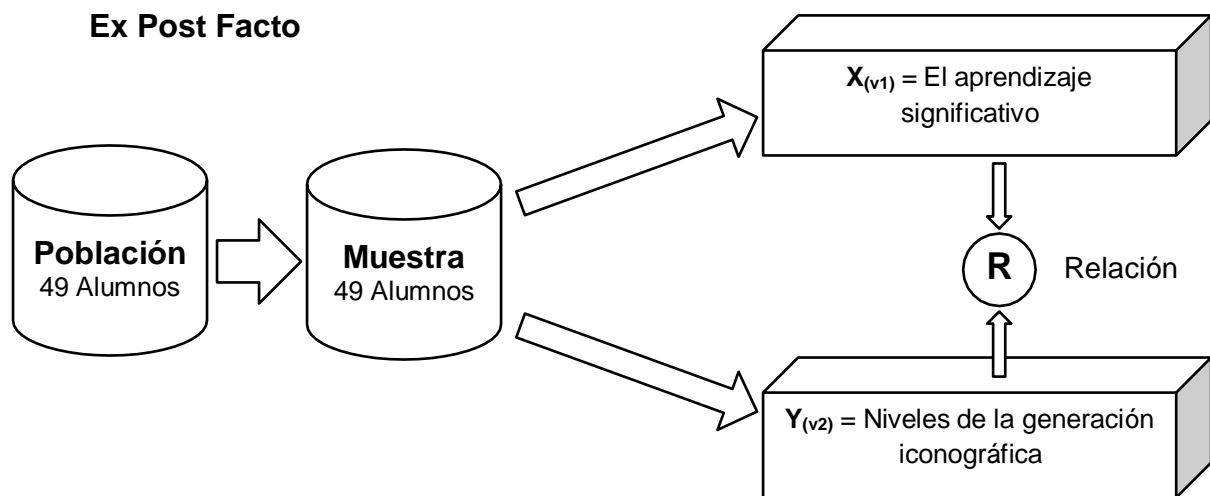 Ex Post Facto
X(v1) = El aprendizaje
significativo
Población
49 Alumnos
Muestra
49 Alumnos
R
Relación
Y(v2) = Niveles de la generación
iconográfica